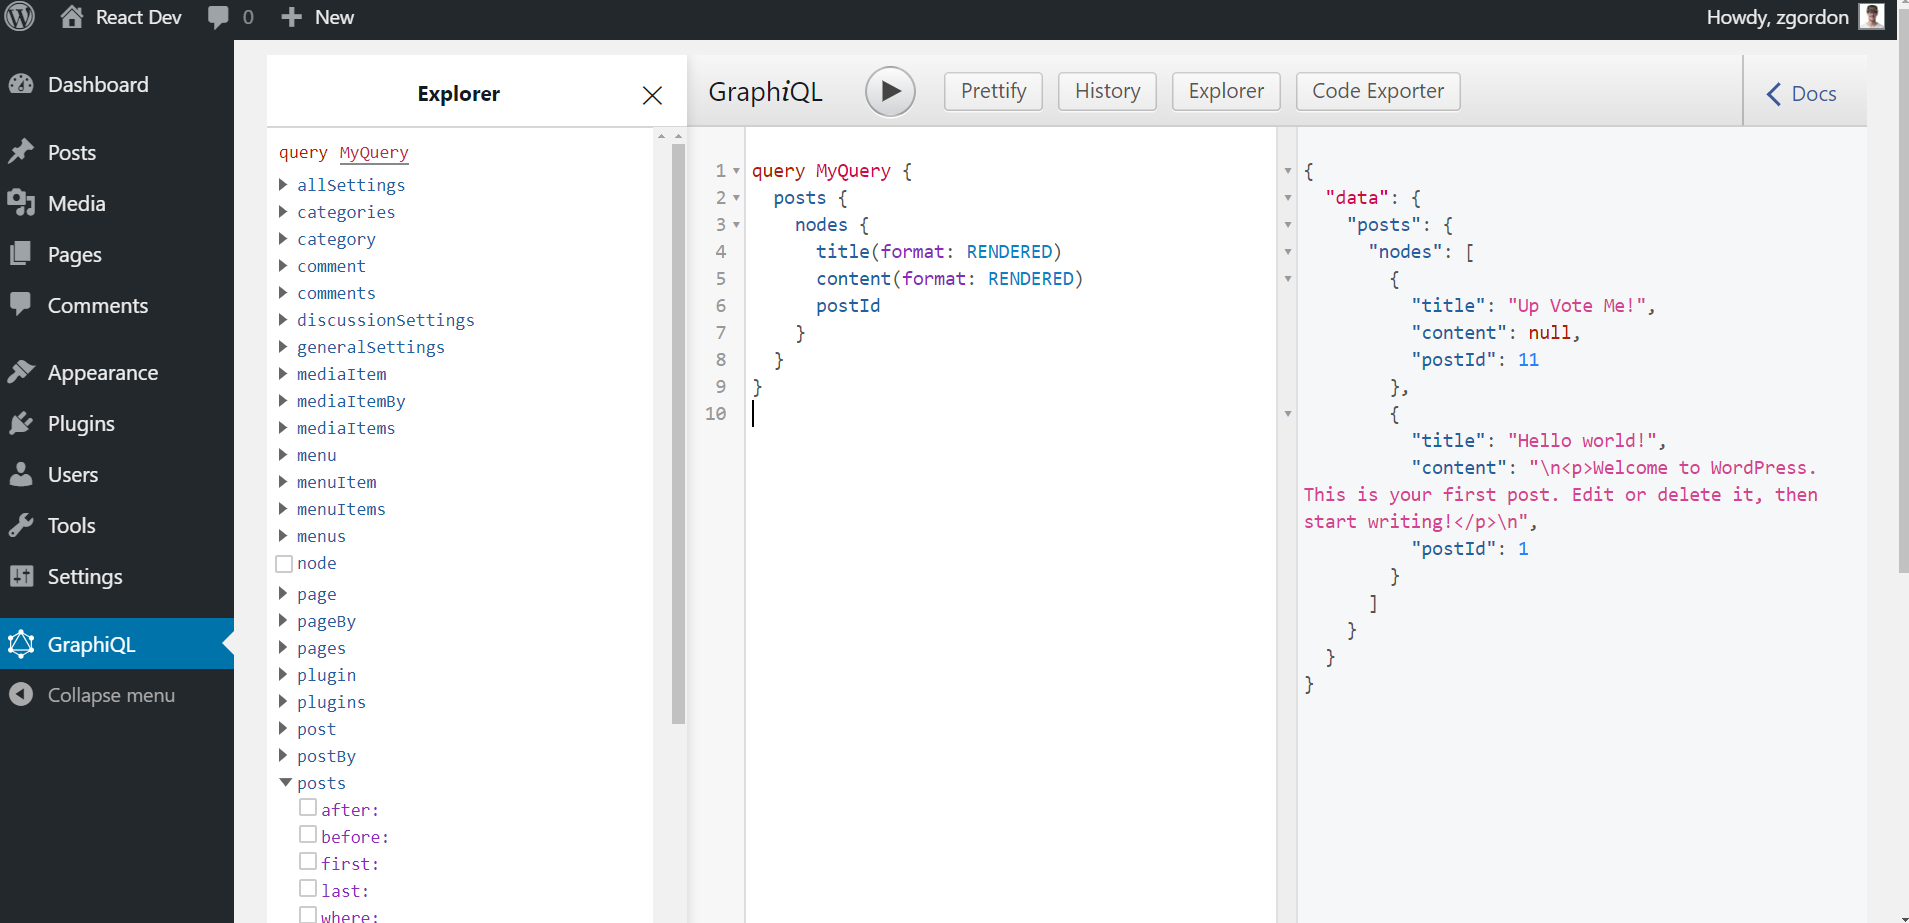 React Dev 0 New Howdy, zgordon
Dashboard
Posts
Media
Pages
Comments
Appearance
Plugins
Users
Tools
Settings
GraphiQL
Collapse menu
Explorer
query MyQuery
allSettings
categories
category
comment
comments
discussionSettings
generalSettings
mediaItem
mediaItemBy
mediaItems
menu
menuItem
menuItems
menus
node
page
pageBy
pages
plugin
plugins
post
postBy
posts
after:
before:
first:
last:
where:
GraphiQL Prettify History Explorer Code Exporter Docs
1 query MyQuery {
2 posts {
3 nodes {
4 title(format: RENDERED)
5 content(format: RENDERED)
6 postId
7 }
8 }
9 }
10
{
"data": {
"posts": {
"nodes": [
{
"title": "Up Vote Me!",
"content": null,
"postId": 11
},
{
"title": "Hello world!",
"content": "\n<p>Welcome to WordPress.
This is your first post. Edit or delete it, then
start writing!</p>\n",
"postId": 1
}
]
}
}
}